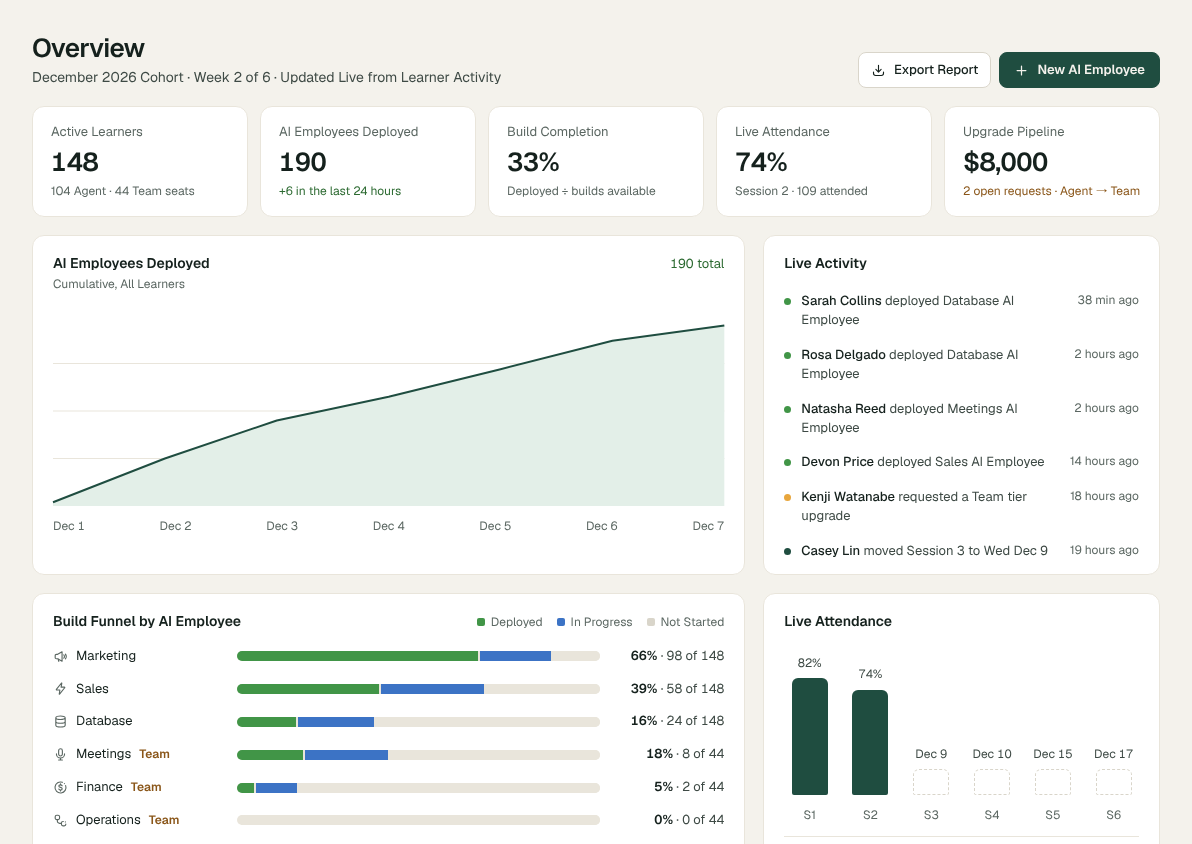 Overview
December 2026 Cohort · Week 2 of 6 · Updated Live from Learner Activity
Export Report
New AI Employee
Active Learners
148
104 Agent · 44 Team seats
AI Employees Deployed
190
+6 in the last 24 hours
Build Completion
33%
Deployed ÷ builds available
Live Attendance
74%
Session 2 · 109 attended
Upgrade Pipeline
$8,000
2 open requests · Agent → Team
AI Employees Deployed
190 total
Cumulative, All Learners
Dec 1
Dec 2
Dec 3
Dec 4
Dec 5
Dec 6
Dec 7
Live Activity
Sarah Collins deployed Database AI
Employee
38 min ago
Rosa Delgado deployed Database AI
Employee
2 hours ago
Natasha Reed deployed Meetings AI
Employee
2 hours ago
Devon Price deployed Sales AI Employee
14 hours ago
Kenji Watanabe requested a Team tier
upgrade
18 hours ago
Casey Lin moved Session 3 to Wed Dec 9
19 hours ago
Build Funnel by AI Employee
Deployed
In Progress
Not Started
Marketing
66% · 98 of 148
Sales
39% · 58 of 148
Database
16% · 24 of 148
Meetings Team
18% · 8 of 44
Finance Team
5% · 2 of 44
Operations Team
0% · 0 of 44
Live Attendance
82%
74%
Dec 9
Dec 10
Dec 15
Dec 17
S1
S2
S3
S4
S5
S6